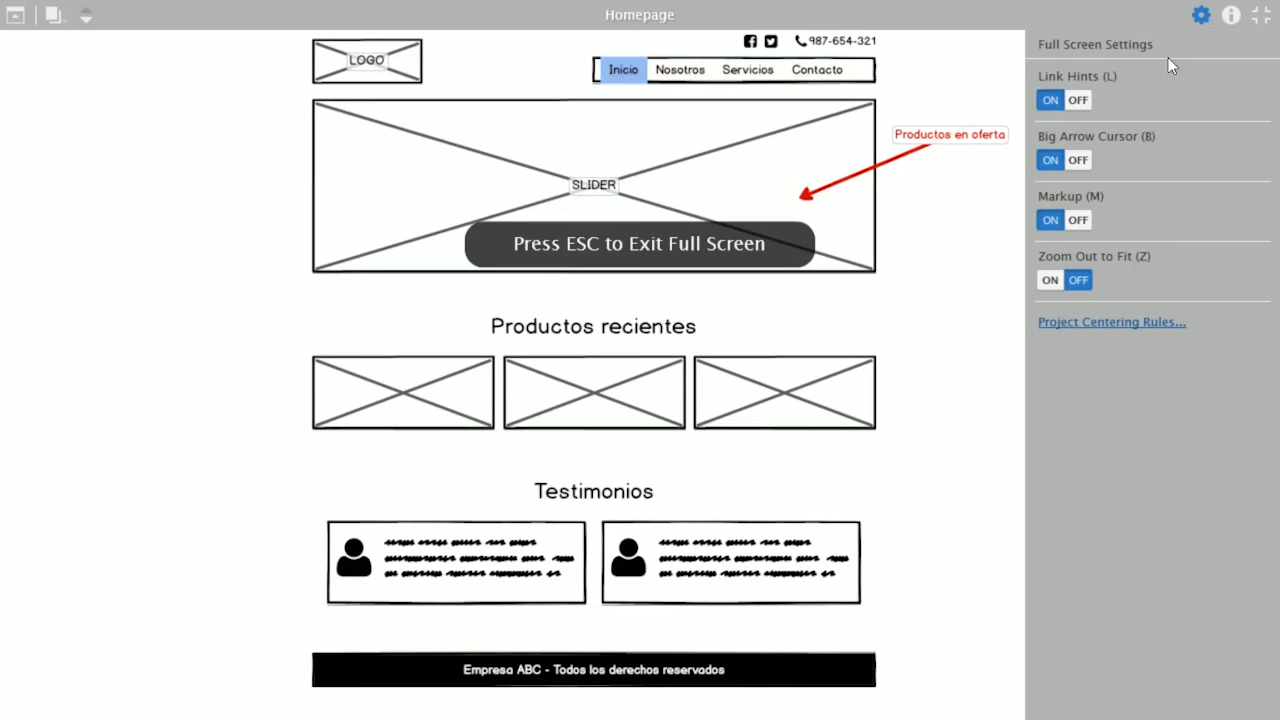 Homepage
LOGO
987-654-321
Inicio Nosotros Servicios Contacto
SLIDER
Productos en oferta
Press ESC to Exit Full Screen
Productos recientes
Testimonios
Empresa ABC - Todos los derechos reservados
Full Screen Settings
Link Hints (L)
ON OFF
Big Arrow Cursor (B)
ON OFF
Markup (M)
ON OFF
Zoom Out to Fit (Z)
ON OFF
Project Centering Rules...